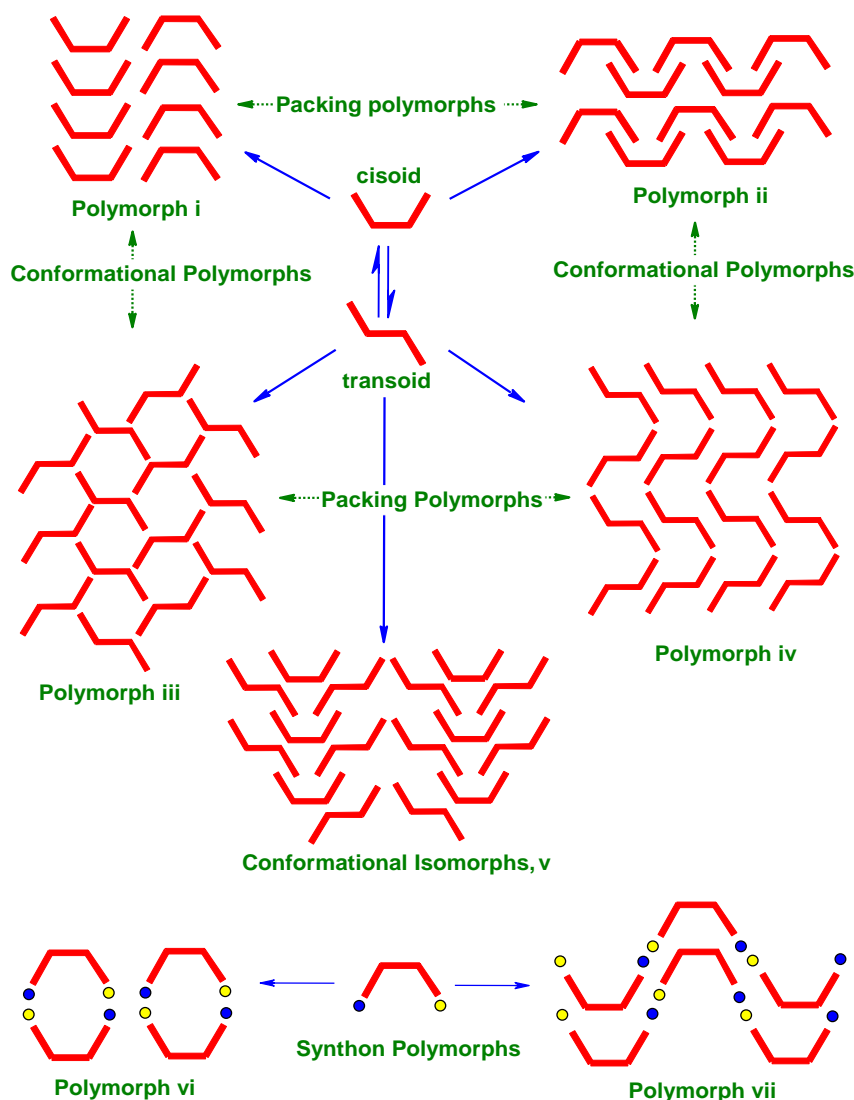 Packing polymorphs
cisoid
Polymorph i
Polymorph ii
Conformational Polymorphs
Conformational Polymorphs
transoid
Packing Polymorphs
Polymorph iii
Polymorph iv
Conformational Isomorphs, v
Synthon Polymorphs
Polymorph vi
Polymorph vii